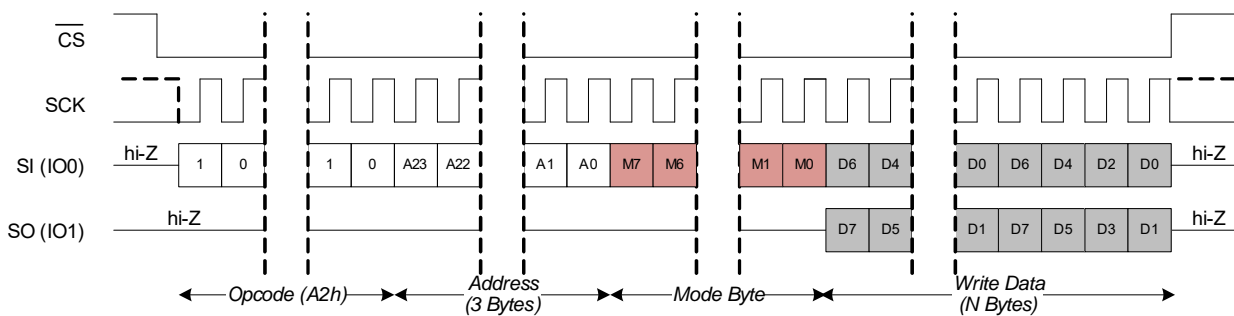 CS
SCK
hi-Z
SI (IO0) 1 0 1 0 A23 A22 A1 A0 M7 M6 M1 M0 D6 D4 D0 D6 D4 D2 D0 hi-Z
hi-Z
SO (IO1) D7 D5 D1 D7 D5 D3 D1 hi-Z
Opcode (A2h) Address Mode Byte Write Data
(3 Bytes) (N Bytes)